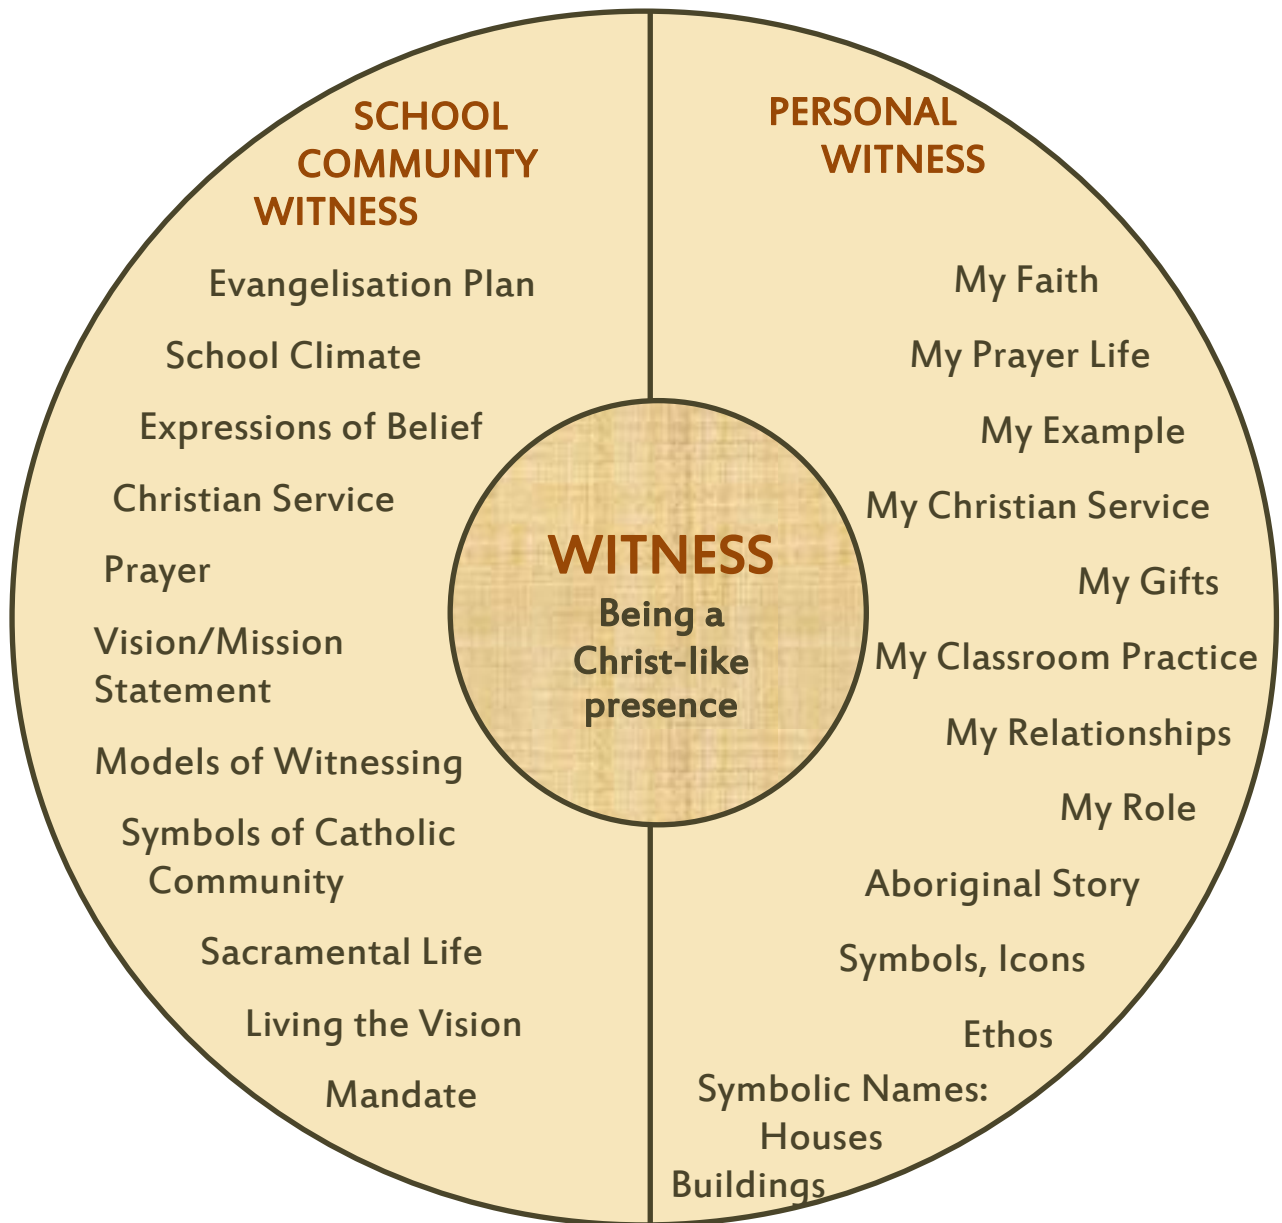 SCHOOL
COMMUNITY
WITNESS
Evangelisation Plan
School Climate
Expressions of Belief
Christian Service
Prayer
Vision/Mission
Statement
Models of Witnessing
Symbols of Catholic
Community
Sacramental Life
Living the Vision
Mandate
WITNESS
Being a
Christ-like
presence
PERSONAL
WITNESS
My Faith
My Prayer Life
My Example
My Christian Service
My Gifts
My Classroom Practice
My Relationships
My Role
Aboriginal Story
Symbols, Icons
Ethos
Symbolic Names:
Houses
Buildings